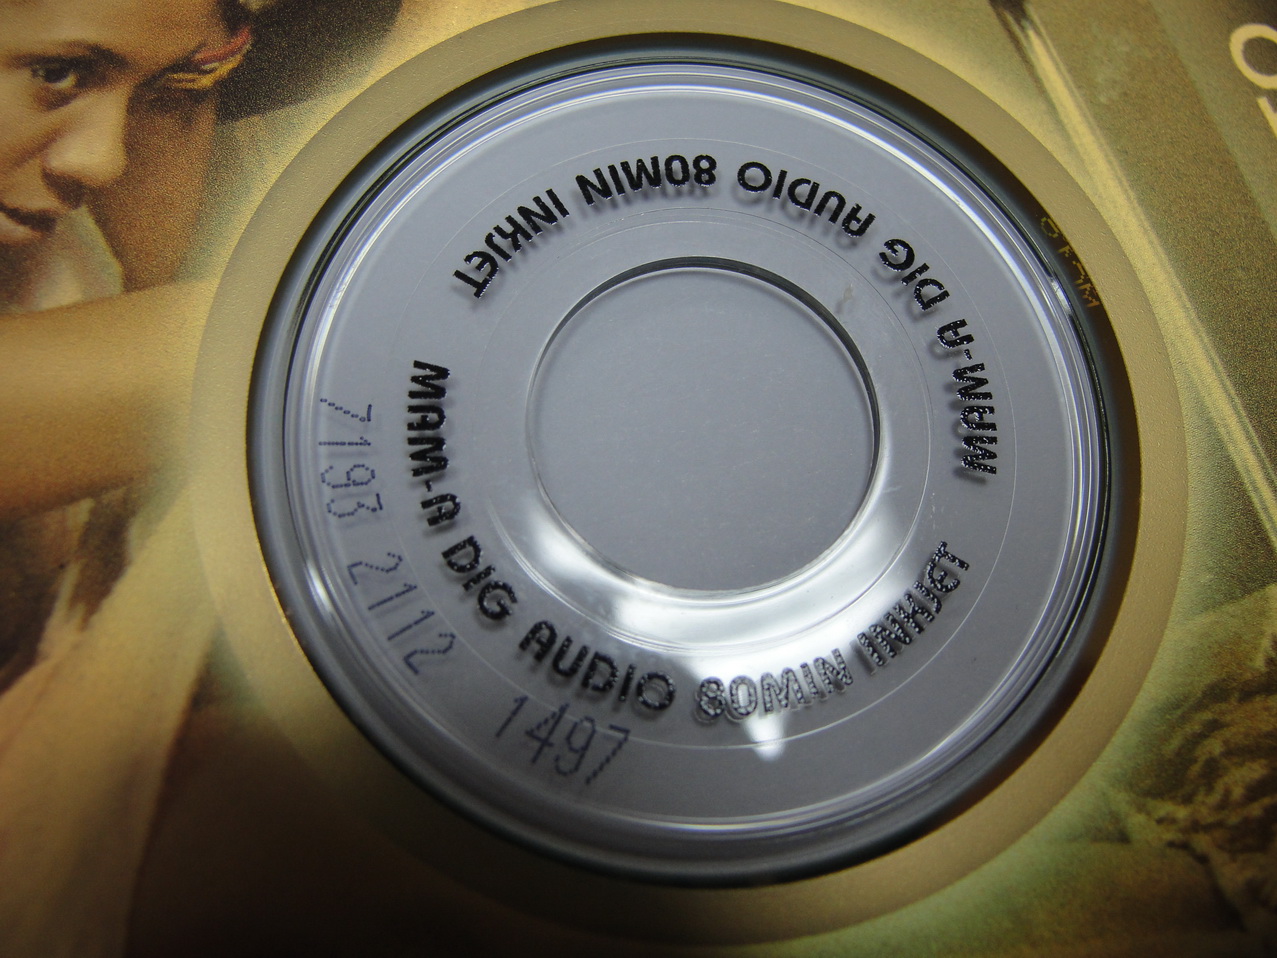 MAM-A DIG AUDIO 80MIN INKJET
MAM-A DIG AUDIO 80MIN INKJET
7193 2112 1497